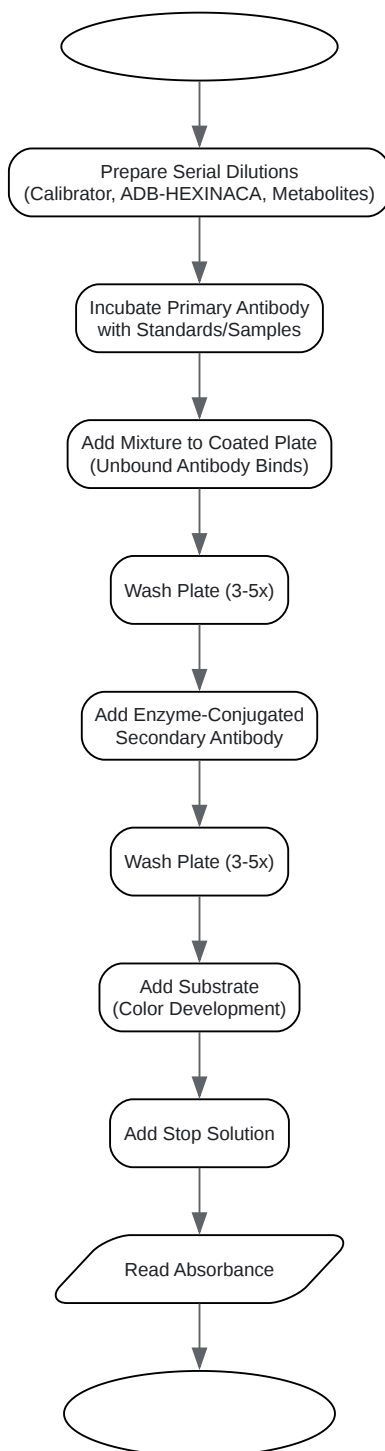 Prepare Serial Dilutions
(Calibrator, ADB-HEXINACA, Metabolites)
Incubate Primary Antibody
with Standards/Samples
Add Mixture to Coated Plate
(Unbound Antibody Binds)
Wash Plate (3-5x)
Add Enzyme-Conjugated
Secondary Antibody
Wash Plate (3-5x)
Add Substrate
(Color Development)
Add Stop Solution
Read Absorbance